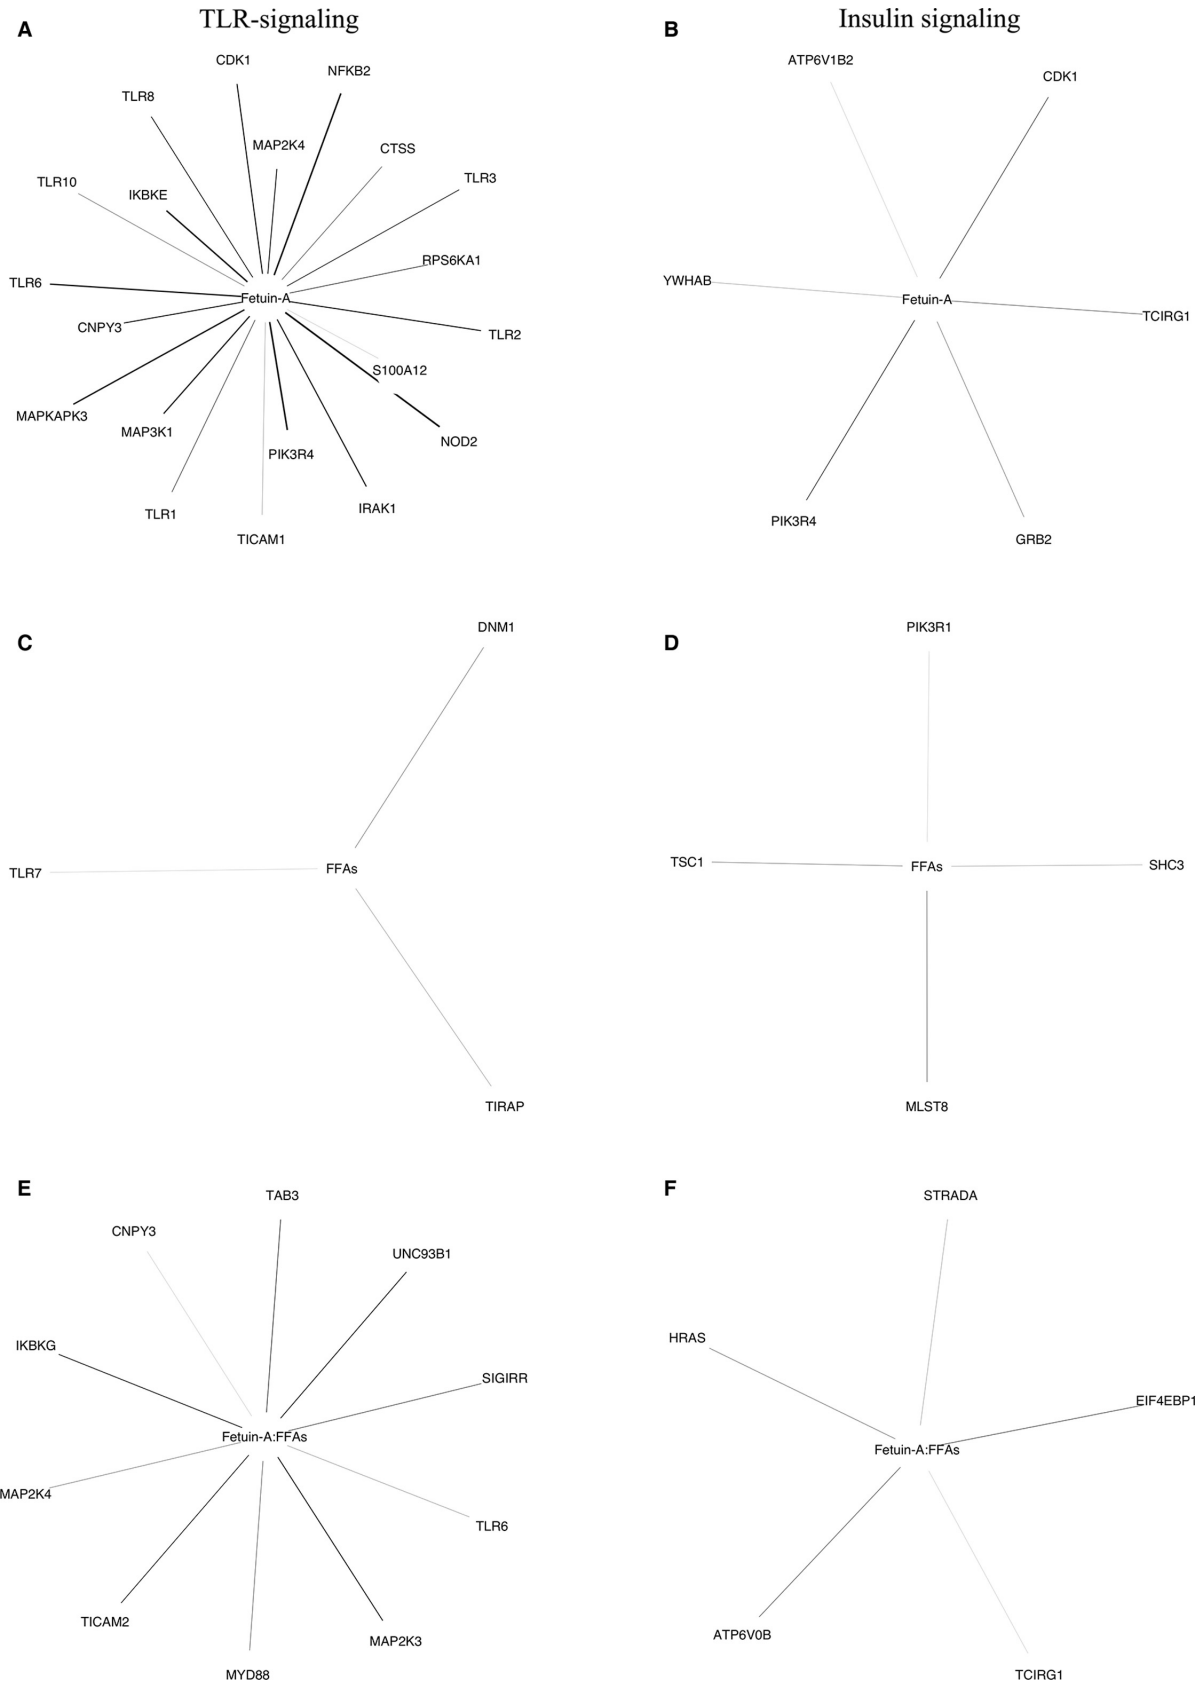 TLR-signaling
Insulin signaling
A
CDK1
NFKB2
TLR8
MAP2K4
CTSS
TLR10
IKBKE
TLR3
RPS6KA1
TLR6
Fetuin-A
CNPY3
TLR2
S100A12
MAPKAPK3
MAP3K1
NOD2
PIK3R4
TLR1
IRAK1
TICAM1
B
ATP6V1B2
CDK1
YWHAB
Fetuin-A
TCIRG1
PIK3R4
GRB2
C
DNM1
TLR7
FFAs
TIRAP
D
PIK3R1
TSC1
FFAs
SHC3
MLST8
E
TAB3
CNPY3
UNC93B1
IKBKG
SIGIRR
Fetuin-A:FFAs
MAP2K4
TLR6
TICAM2
MAP2K3
MYD88
F
STRADA
HRAS
EIF4EBP1
Fetuin-A:FFAs
ATP6V0B
TCIRG1